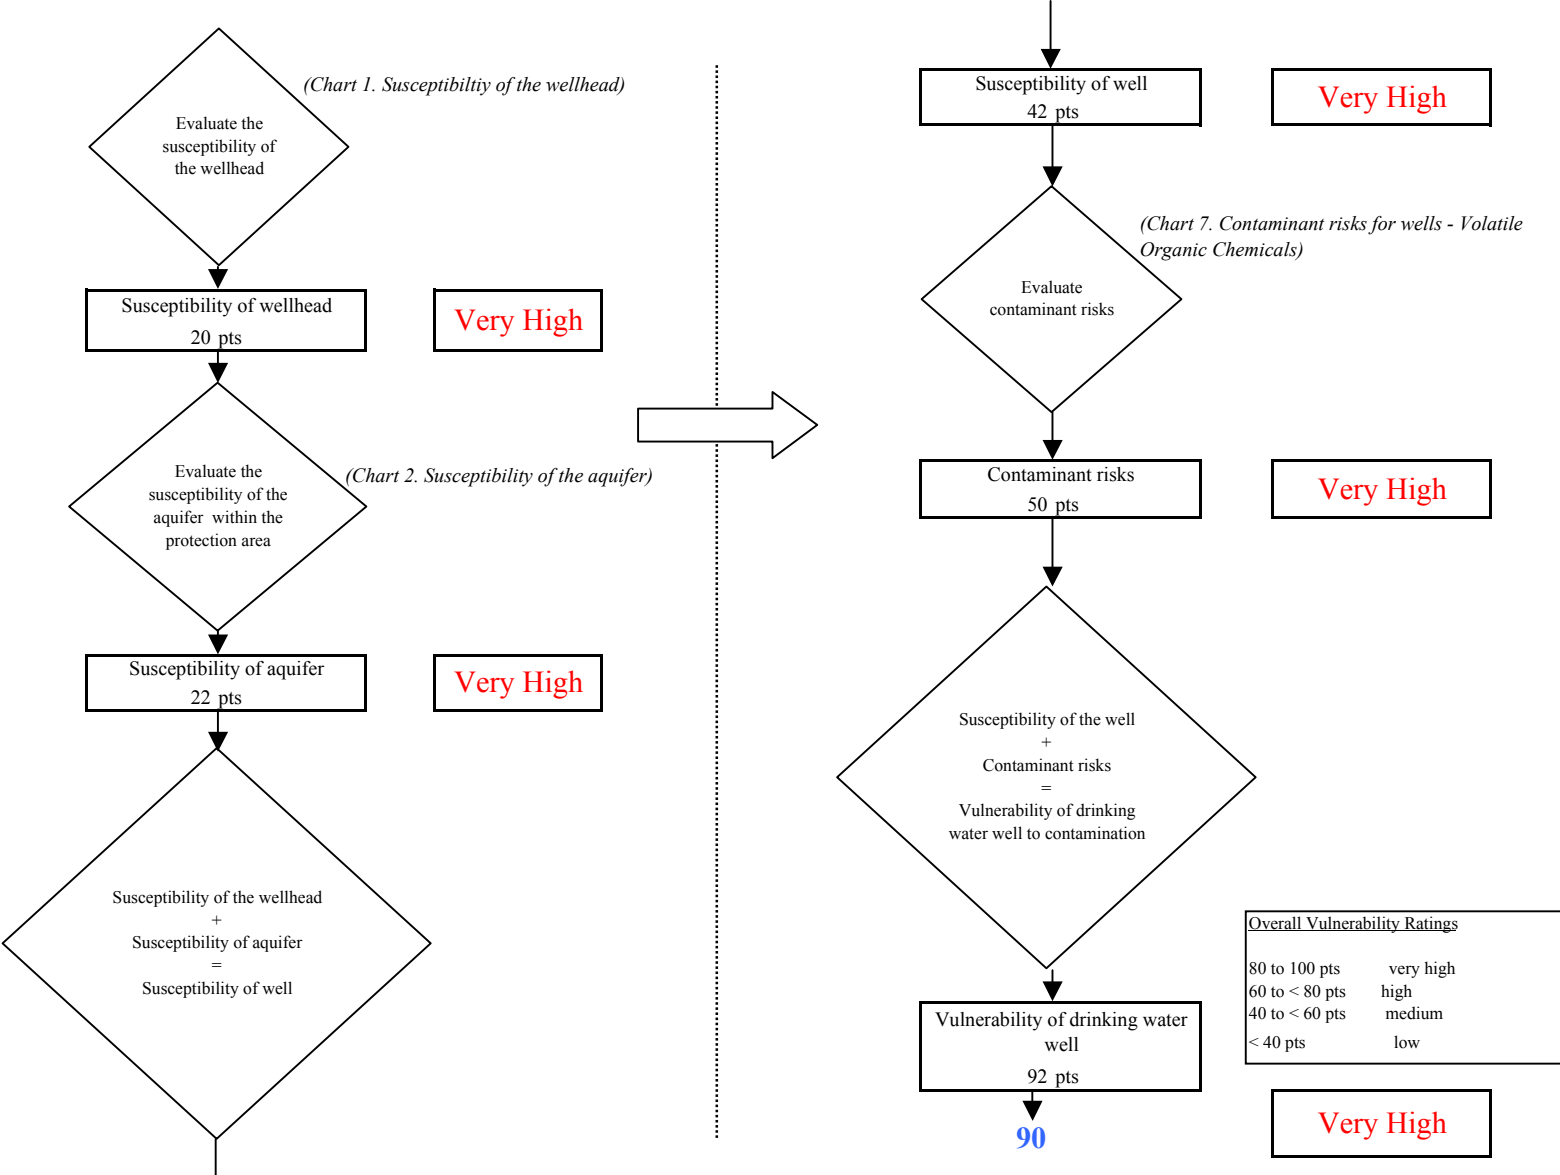 (Chart 1. Susceptibiltiy of the wellhead)
Evaluate the
susceptibility of
the wellhead
Susceptibility of wellhead
20 pts
Very High
(Chart 2. Susceptibility of the aquifer)
Evaluate the
susceptibility of the
aquifer within the
protection area
Susceptibility of aquifer
22 pts
Very High
Susceptibility of the wellhead
+
Susceptibility of aquifer
=
Susceptibility of well
Susceptibility of well
42 pts
Very High
(Chart 7. Contaminant risks for wells - Volatile
Organic Chemicals)
Evaluate
contaminant risks
Contaminant risks
50 pts
Very High
Susceptibility of the well
+
Contaminant risks
=
Vulnerability of drinking
water well to contamination
Overall Vulnerability Ratings
80 to 100 pts very high
60 to < 80 pts high
40 to < 60 pts medium
< 40 pts low
Vulnerability of drinking water
well
92 pts
90
Very High